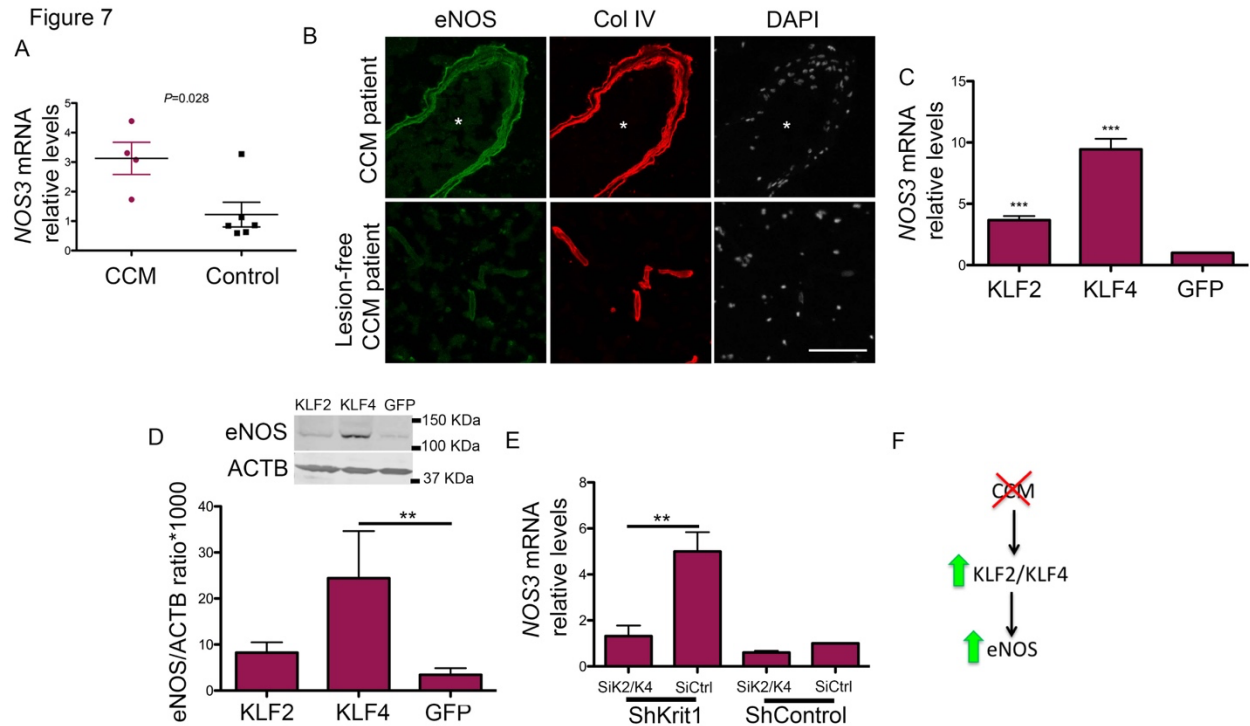 Figure 7
A
P=0.028
NOS3 mRNA
relative levels
5
4
3
2
1
0
CCM Control
B
eNOS Col IV DAPI
CCM patient
* * *
Lesion-free
CCM patient
C
NOS3 mRNA
relative levels
15
10
5
0
*** ***
KLF2 KLF4 GFP
D
KLF2 KLF4 GFP
eNOS
150 KDa
100 KDa
ACTB
37 KDa
eNOS/ACTB ratio*1000
40
30
20
10
0
**
KLF2 KLF4 GFP
E
NOS3 mRNA
relative levels
8
6
4
2
0
**
SiK2/K4 SiCtrl SiK2/K4 SiCtrl
ShKrit1 ShControl
F
CCM
KLF2/KLF4
eNOS